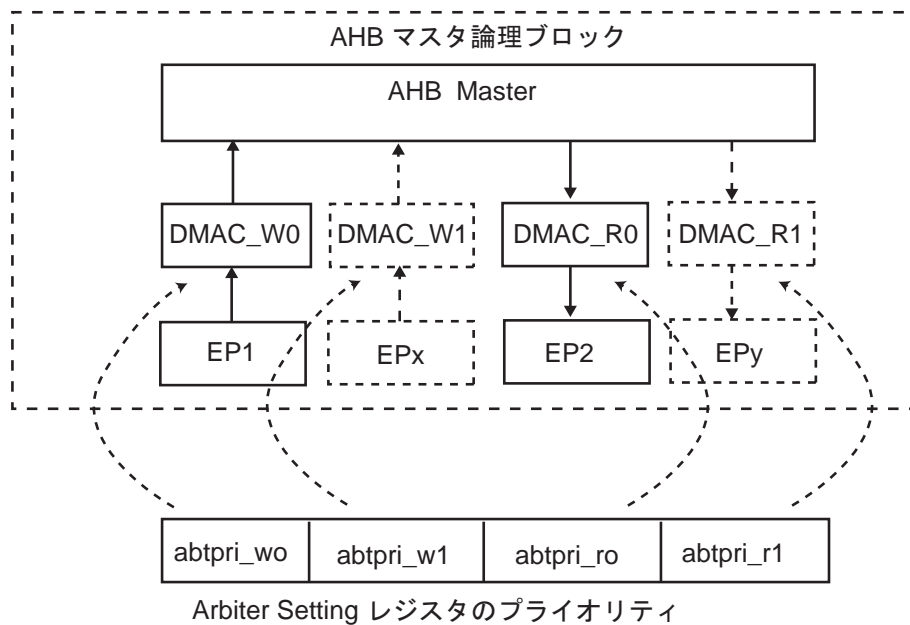 AHB マスタ論理ブロック
AHB Master
DMAC_W0 DMAC_W1 DMAC_R0 DMAC_R1
EP1 EPx EP2 EPy
abtpri_wo abtpri_w1 abtpri_ro abtpri_r1
Arbiter Setting レジスタのプライオリティ